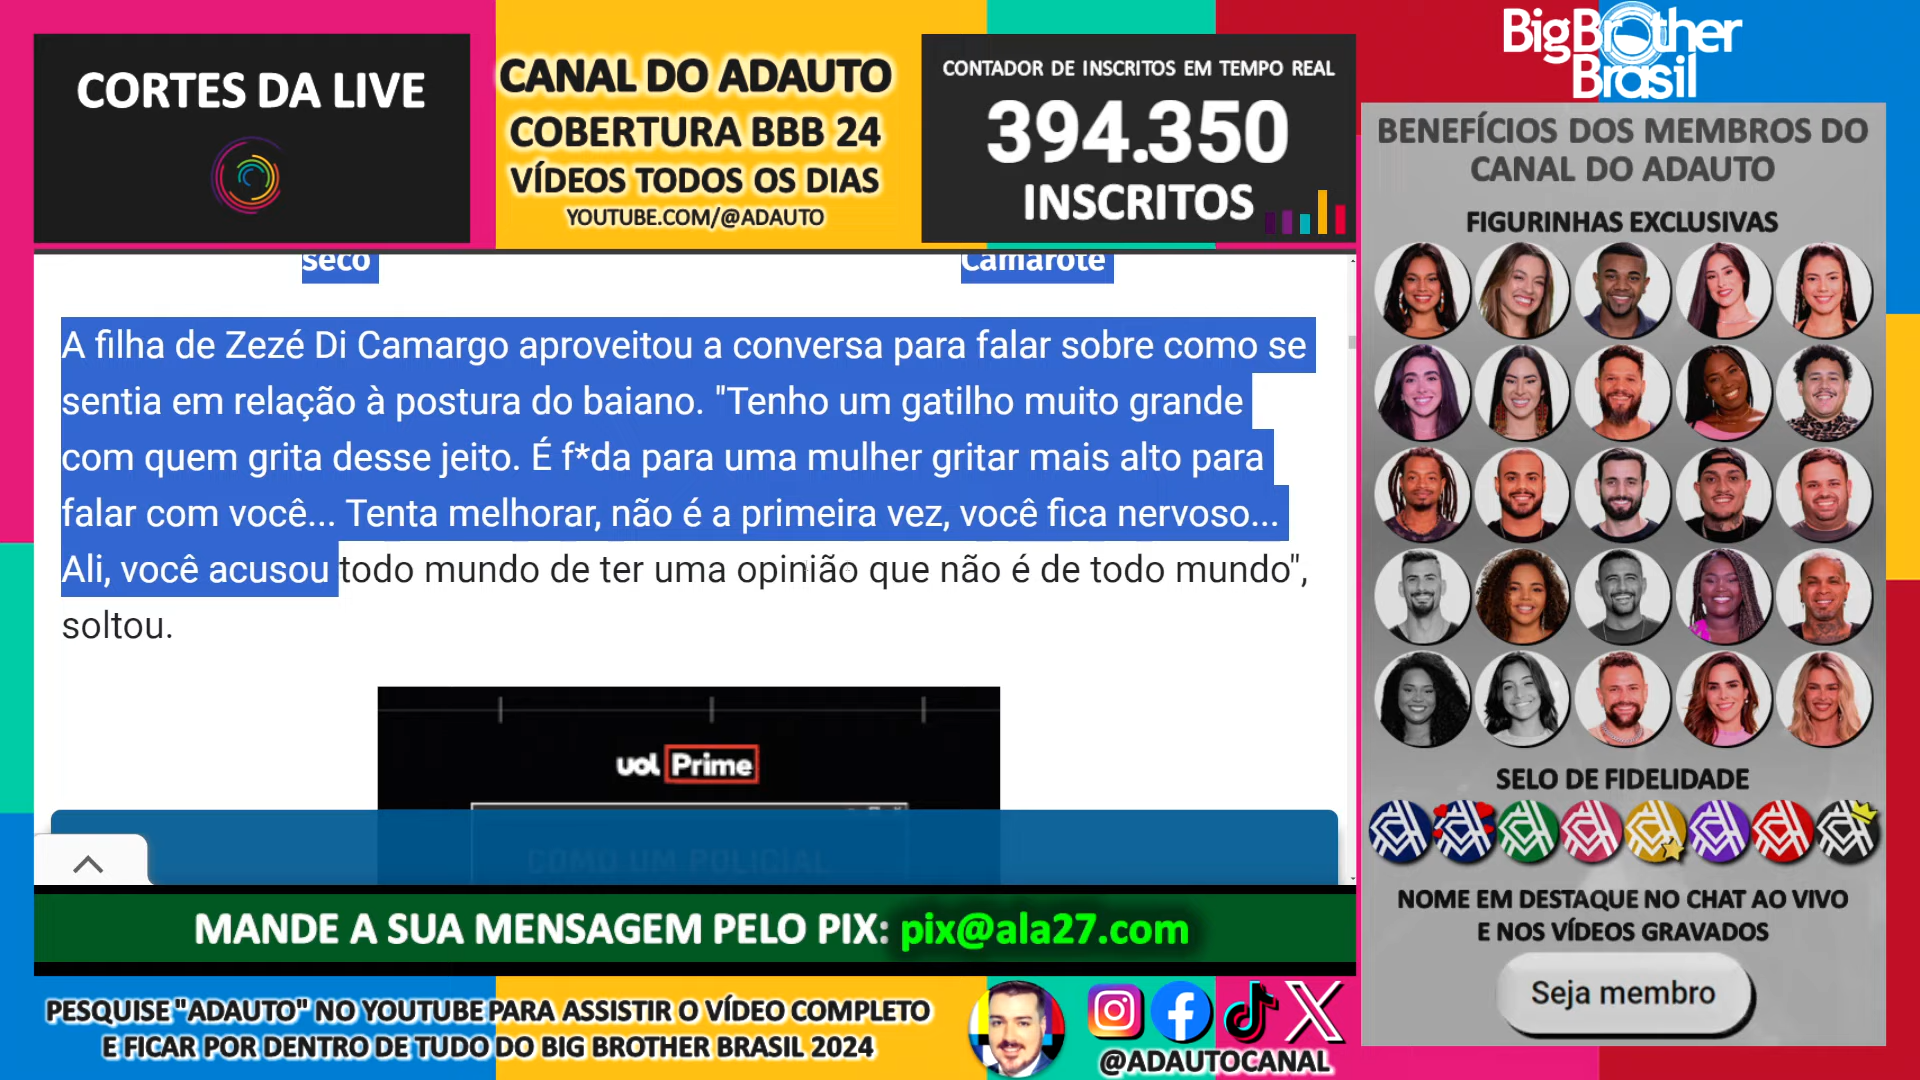 CORTES DA LIVE
CANAL DO ADAUTO
COBERTURA BBB 24
VÍDEOS TODOS OS DIAS
YOUTUBE.COM/@ADAUTO
CONTADOR DE INSCRITOS EM TEMPO REAL
394.350
INSCRITOS
BigBrother
Brasil
BENEFÍCIOS DOS MEMBROS DO
CANAL DO ADAUTO
FIGURINHAS EXCLUSIVAS
seco
Camarote
A filha de Zezé Di Camargo aproveitou a conversa para falar sobre como se
sentia em relação à postura do baiano. "Tenho um gatilho muito grande
com quem grita desse jeito. É f*da para uma mulher gritar mais alto para
falar com você... Tenta melhorar, não é a primeira vez, você fica nervoso...
Ali, você acusou todo mundo de ter uma opinião que não é de todo mundo",
soltou.
uol Prime
COMO UM POLICIAL
SELO DE FIDELIDADE
NOME EM DESTAQUE NO CHAT AO VIVO
E NOS VÍDEOS GRAVADOS
Seja membro
MANDE A SUA MENSAGEM PELO PIX: pix@ala27.com
PESQUISE "ADAUTO" NO YOUTUBE PARA ASSISTIR O VÍDEO COMPLETO
E FICAR POR DENTRO DE TUDO DO BIG BROTHER BRASIL 2024
@ADAUTOCANAL